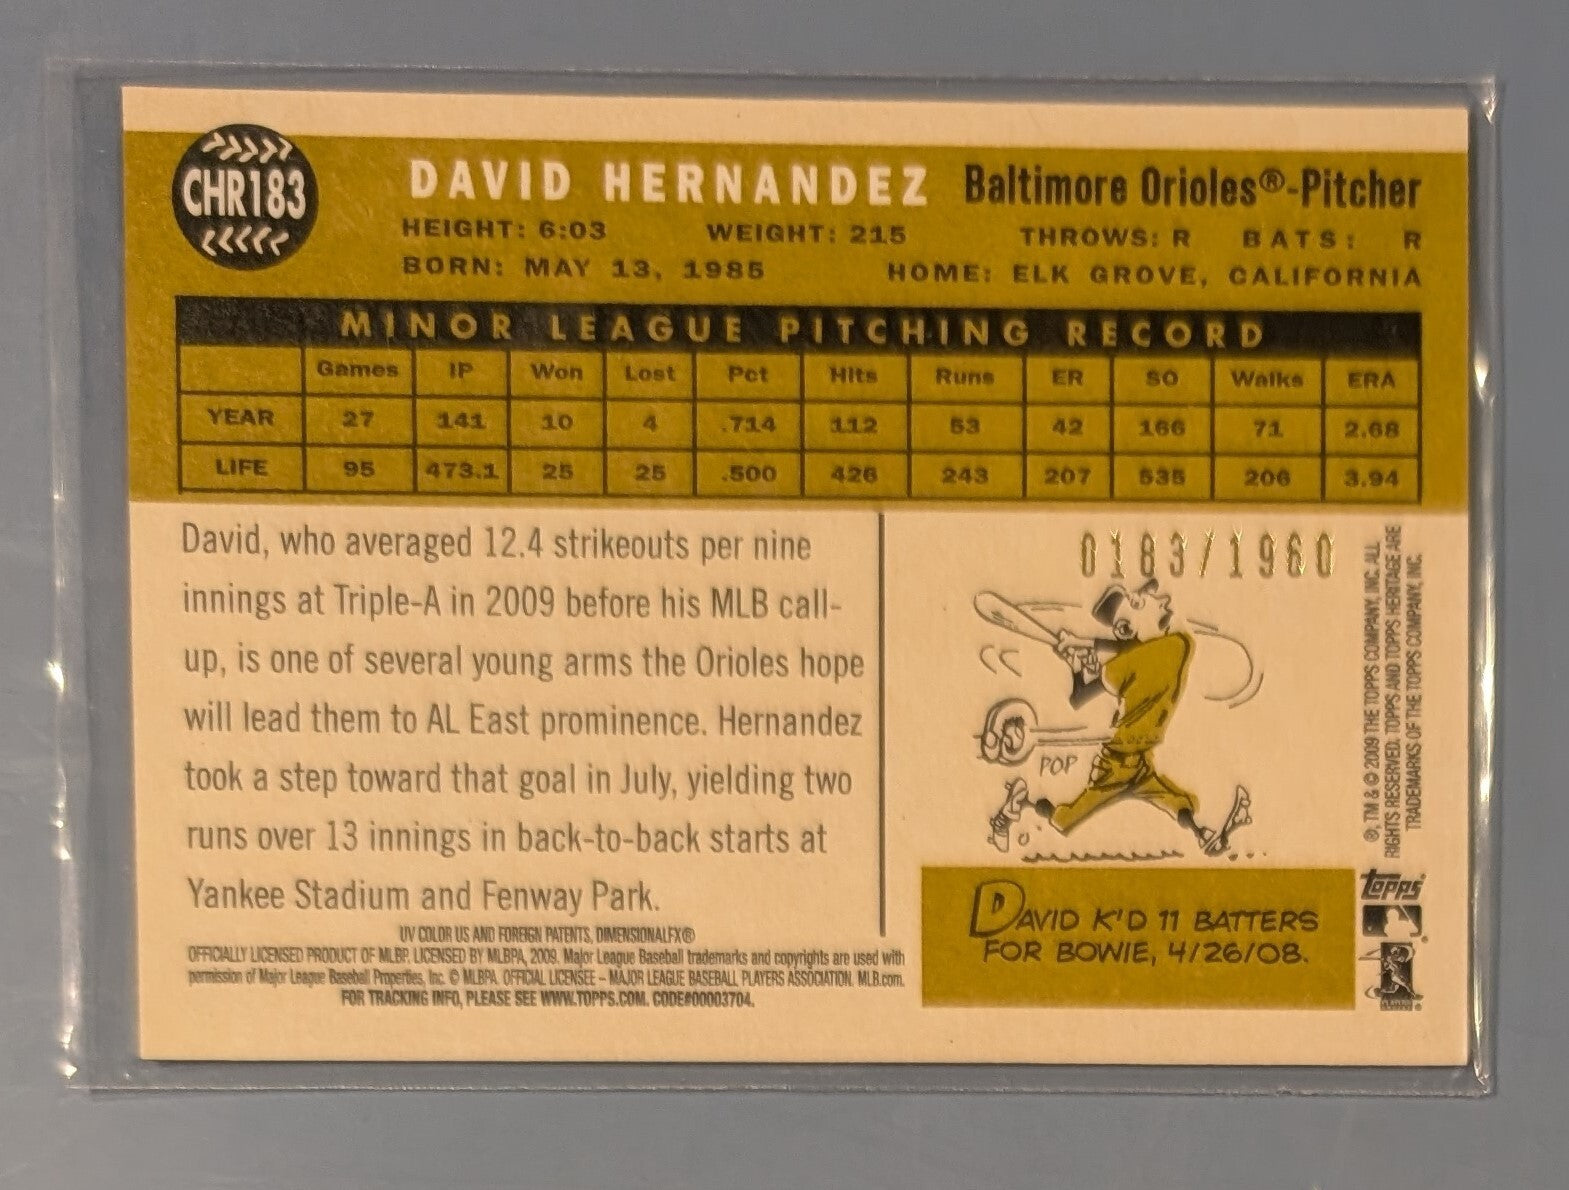 CHR183
DAVID HERNANDEZ Baltimore Orioles®-Pitcher
HEIGHT: 6:03 WEIGHT: 215 THROWS: R BATS: R
BORN: MAY 13, 1985 HOME: ELK GROVE, CALIFORNIA
MINOR LEAGUE PITCHING RECORD
Games IP Won Lost Pct Hits Runs ER SO Walks ERA
YEAR 27 141 10 4 .714 112 53 42 166 71 2.68
LIFE 95 473.1 25 25 .500 426 243 207 535 206 3.94
David, who averaged 12.4 strikeouts per nine
innings at Triple-A in 2009 before his MLB call-
up, is one of several young arms the Orioles hope
will lead them to AL East prominence. Hernandez
took a step toward that goal in July, yielding two
runs over 13 innings in back-to-back starts at
Yankee Stadium and Fenway Park.
UV COLOR US AND FOREIGN PATENTS, DIMENSIONALFX®
OFFICIALLY LICENSED PRODUCT OF MLBP. LICENSED BY MLBPA, 2009. Major League Baseball trademarks and copyrights are used with
permission of Major League Baseball Properties, Inc. © MLBPA. OFFICIAL LICENSEE – MAJOR LEAGUE BASEBALL PLAYERS ASSOCIATION. MLB.com.
FOR TRACKING INFO, PLEASE SEE WWW.TOPPS.COM. CODE#00003704.
0183/1960
POP
DAVID K'D 11 BATTERS
FOR BOWIE, 4/26/08.
®, TM & © 2009 THE TOPPS COMPANY, INC. ALL
RIGHTS RESERVED. TOPPS AND TOPPS HERITAGE ARE
TRADEMARKS OF THE TOPPS COMPANY, INC.
topps®